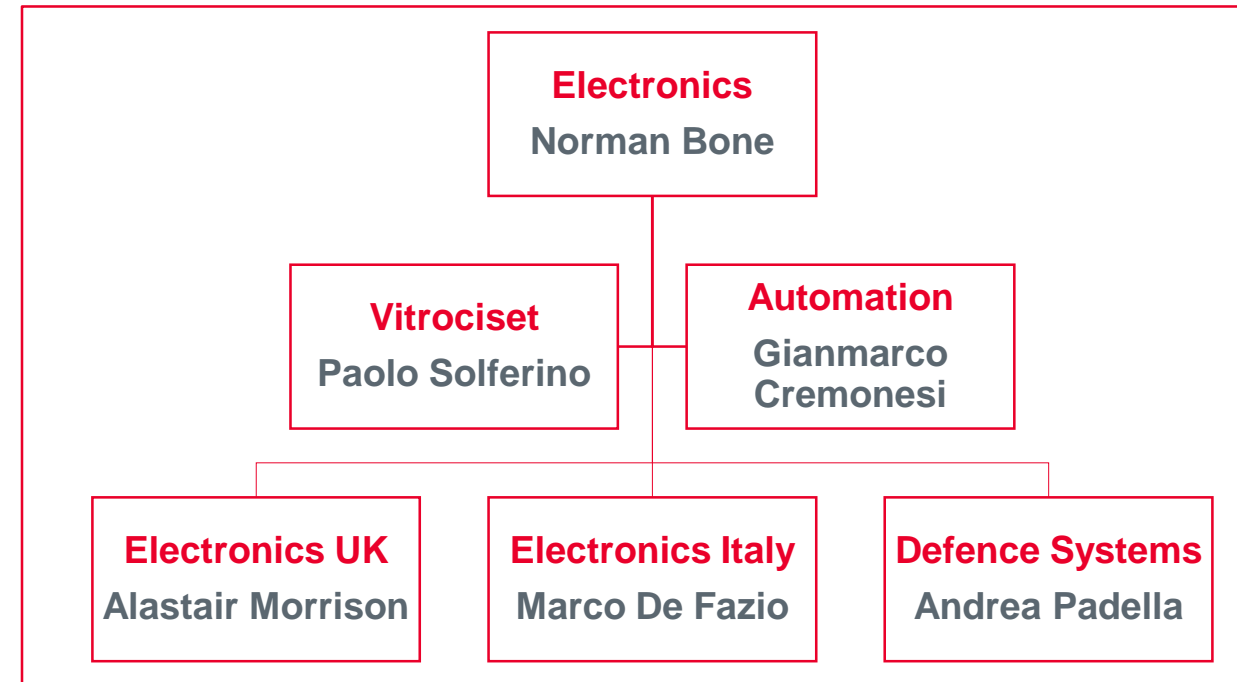 Electronics
Norman Bone
Vitrociset
Paolo Solferino
Automation
Gianmarco
Cremonesi
Electronics UK
Alastair Morrison
Electronics Italy
Marco De Fazio
Defence Systems
Andrea Padella